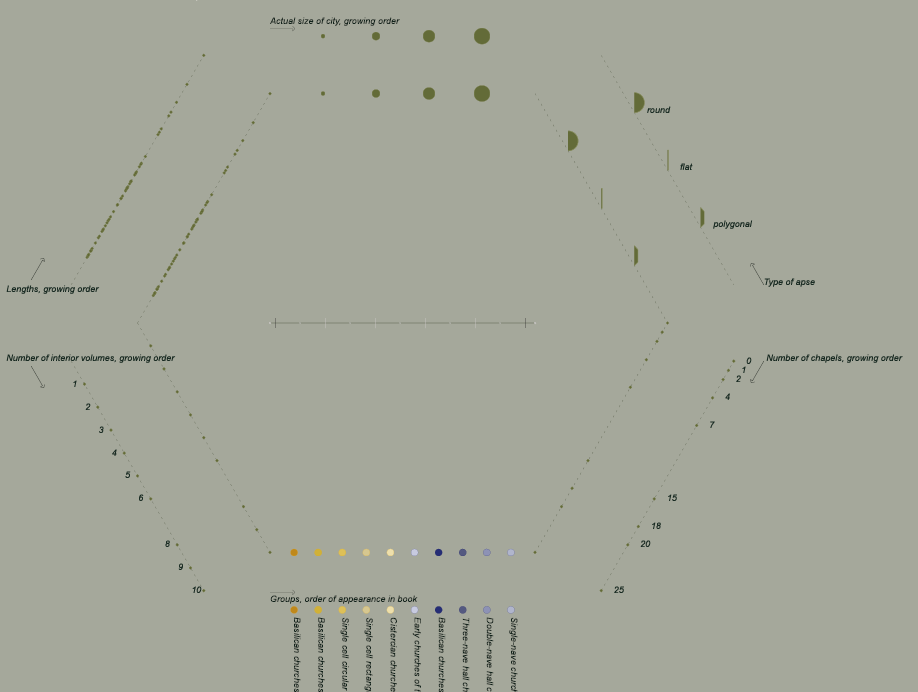 Actual size of city, growing order
round
flat
polygonal
Type of apse
Lengths, growing order
Number of interior volumes, growing order
1
2
3
4
5
6
8
9
10
Number of chapels, growing order
0
1
2
4
7
15
18
20
25
Groups, order of appearance in book
Basilican churches
Basilican churches
Single cell circular
Single cell rectang
Cistercian churche
Early churches of
Basilican churches
Three-nave hall ch
Double-nave hall c
Single-nave church